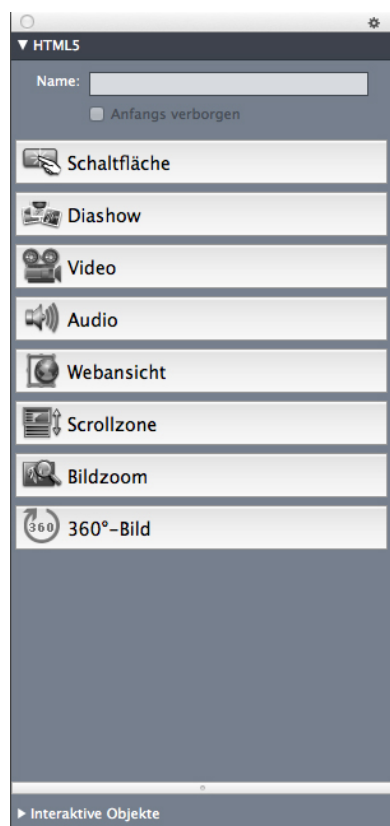 HTML5
Name:
Anfangs verborgen
Schaltfläche
Diashow
Video
Audio
Webansicht
Scrollzone
Bildzoom
360 360°-Bild
Interaktive Objekte